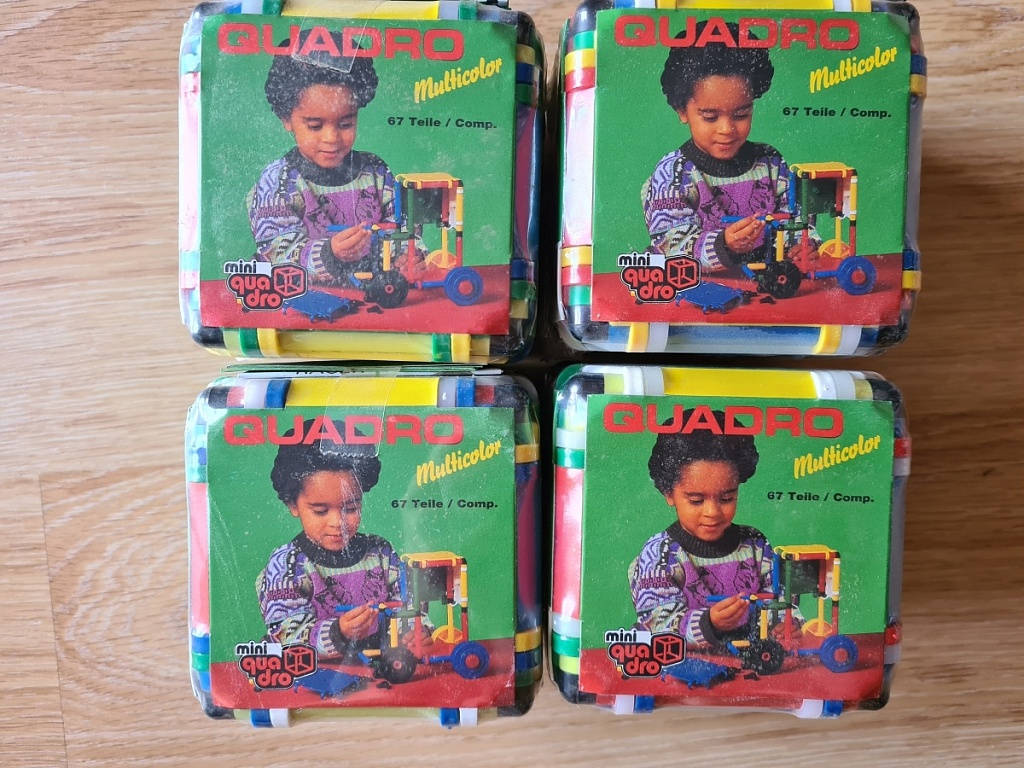 QUADRO
Multicolor
67 Teile / Comp.
mini
qua
dro
QUADRO
Multicolor
67 Teile / Comp.
mini
qua
dro
QUADRO
Multicolor
67 Teile / Comp.
mini
qua
dro
QUADRO
Multicolor
67 Teile / Comp.
mini
qua
dro